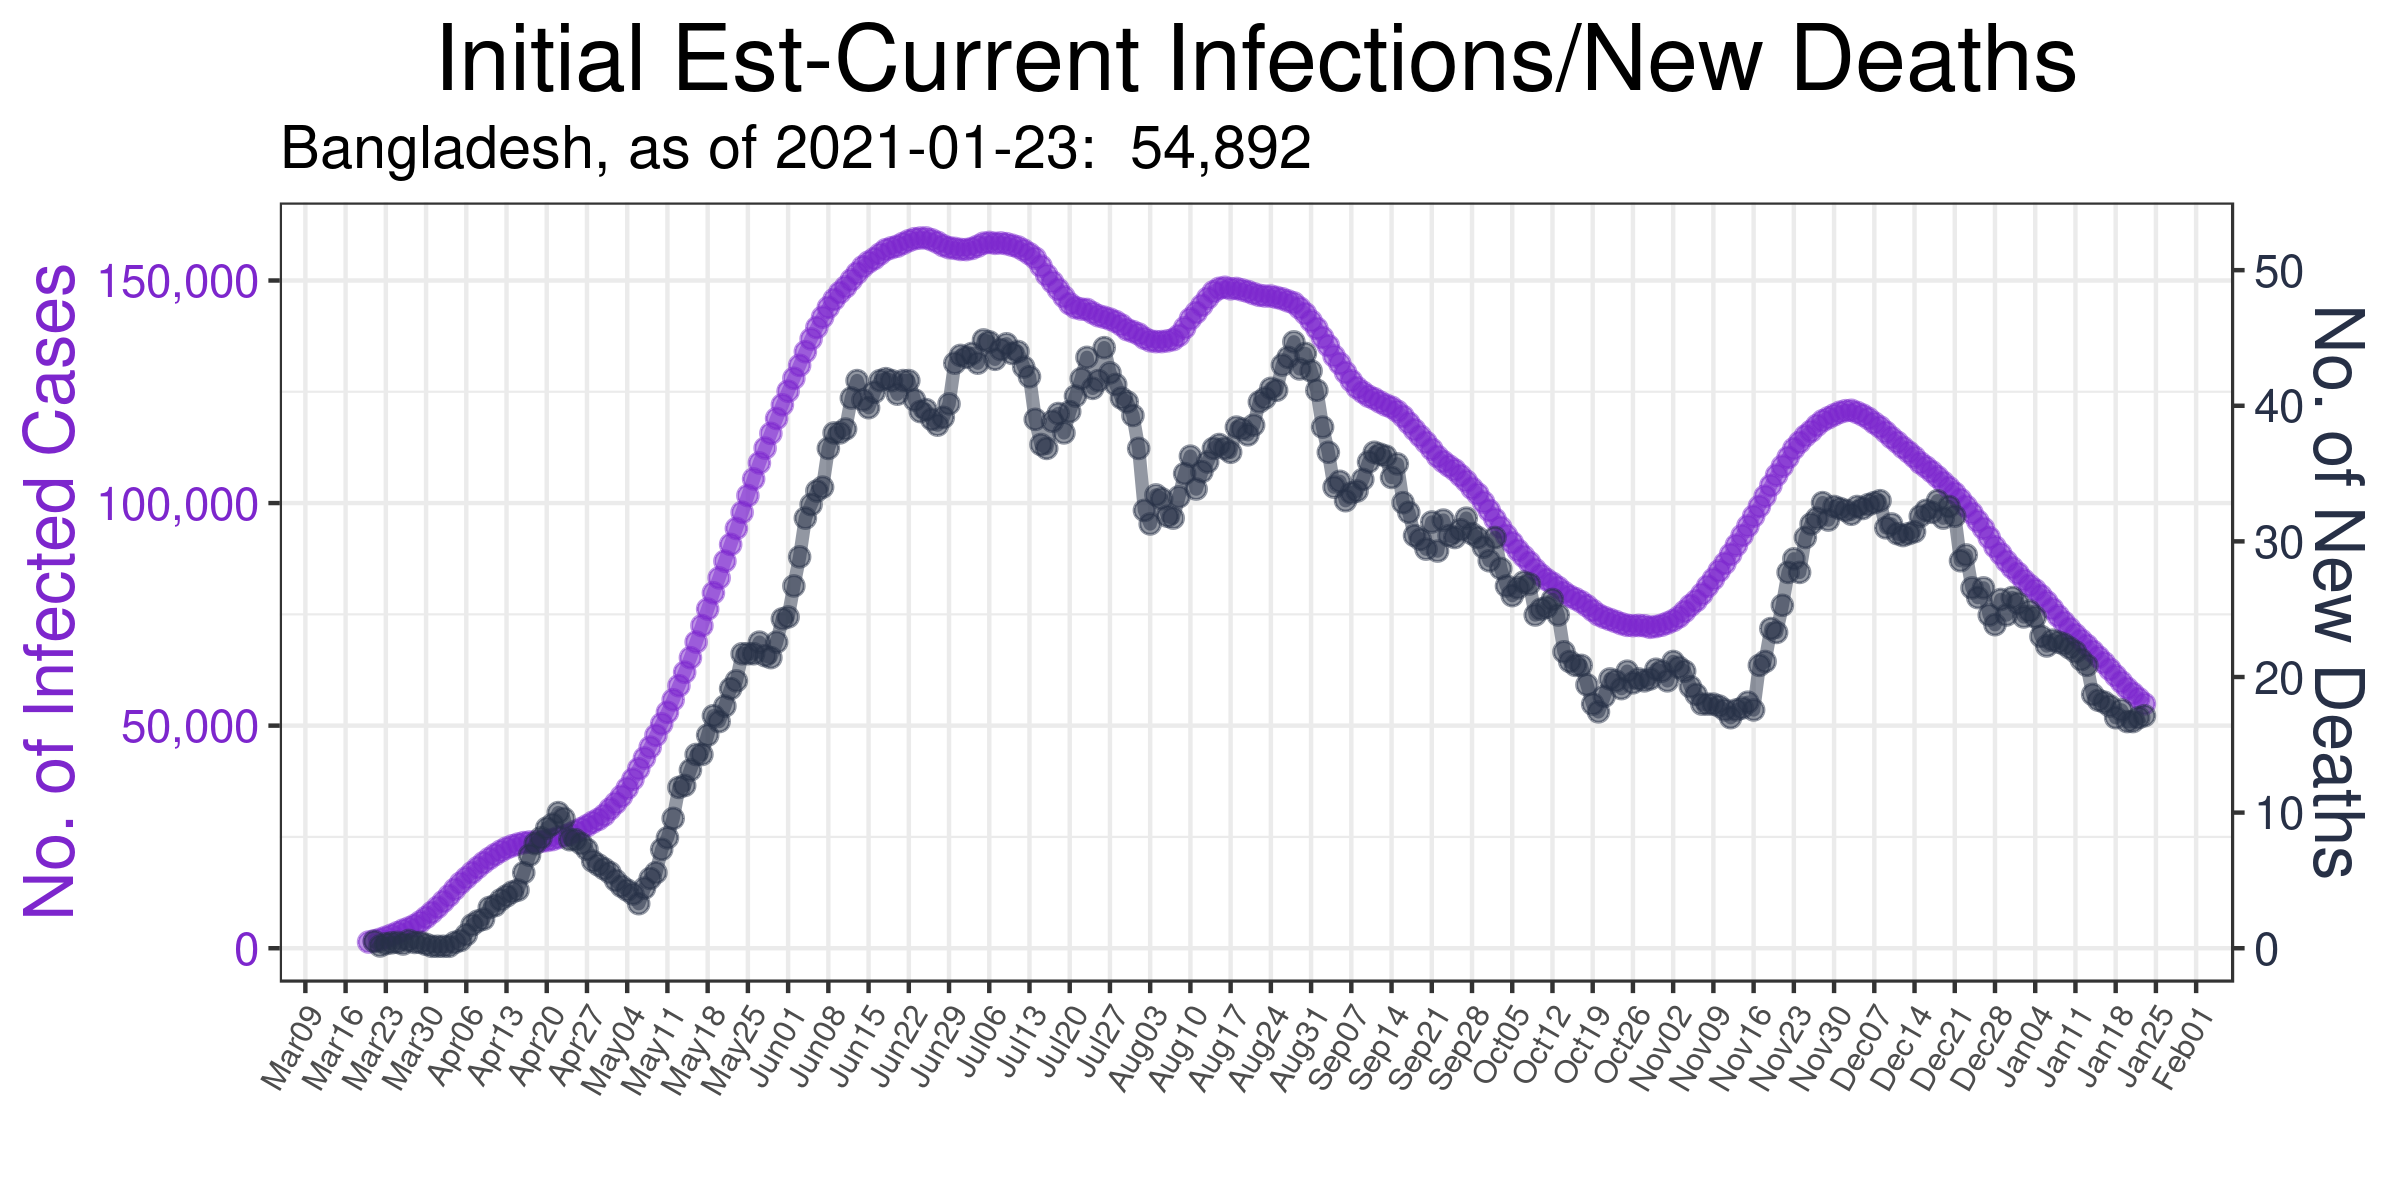 Initial Est-Current Infections/New Deaths
Bangladesh, as of 2021-01-23:  54,892
No. of Infected Cases
150,000
100,000
50,000
0
50
40
30
20
10
0
No. of New Deaths
Mar09
Mar16
Mar23
Mar30
Apr06
Apr13
Apr20
Apr27
May04
May11
May18
May25
Jun01
Jun08
Jun15
Jun22
Jun29
Jul06
Jul13
Jul20
Jul27
Aug03
Aug10
Aug17
Aug24
Aug31
Sep07
Sep14
Sep21
Sep28
Oct05
Oct12
Oct19
Oct26
Nov02
Nov09
Nov16
Nov23
Nov30
Dec07
Dec14
Dec21
Dec28
Jan04
Jan11
Jan18
Jan25
Feb01